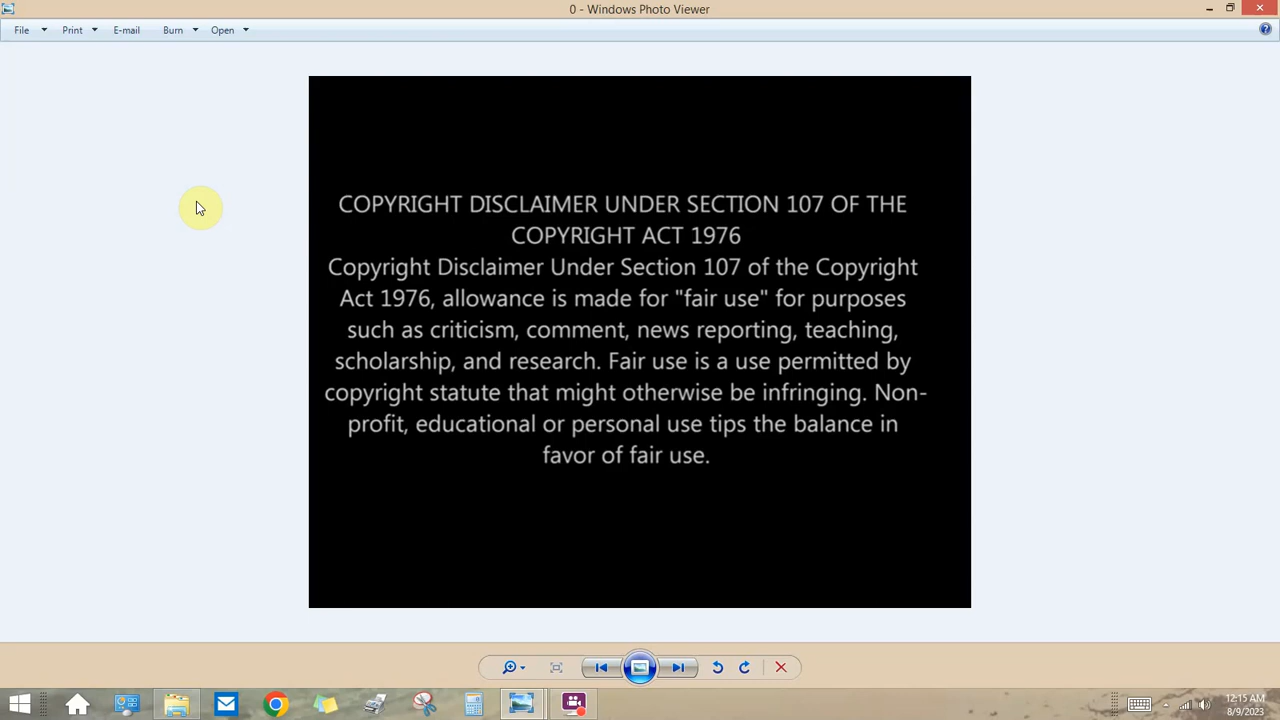 0 - Windows Photo Viewer
File Print E-mail Burn Open
COPYRIGHT DISCLAIMER UNDER SECTION 107 OF THE
COPYRIGHT ACT 1976
Copyright Disclaimer Under Section 107 of the Copyright
Act 1976, allowance is made for "fair use" for purposes
such as criticism, comment, news reporting, teaching,
scholarship, and research. Fair use is a use permitted by
copyright statute that might otherwise be infringing. Non-
profit, educational or personal use tips the balance in
favor of fair use.
12:15 AM
8/9/2023